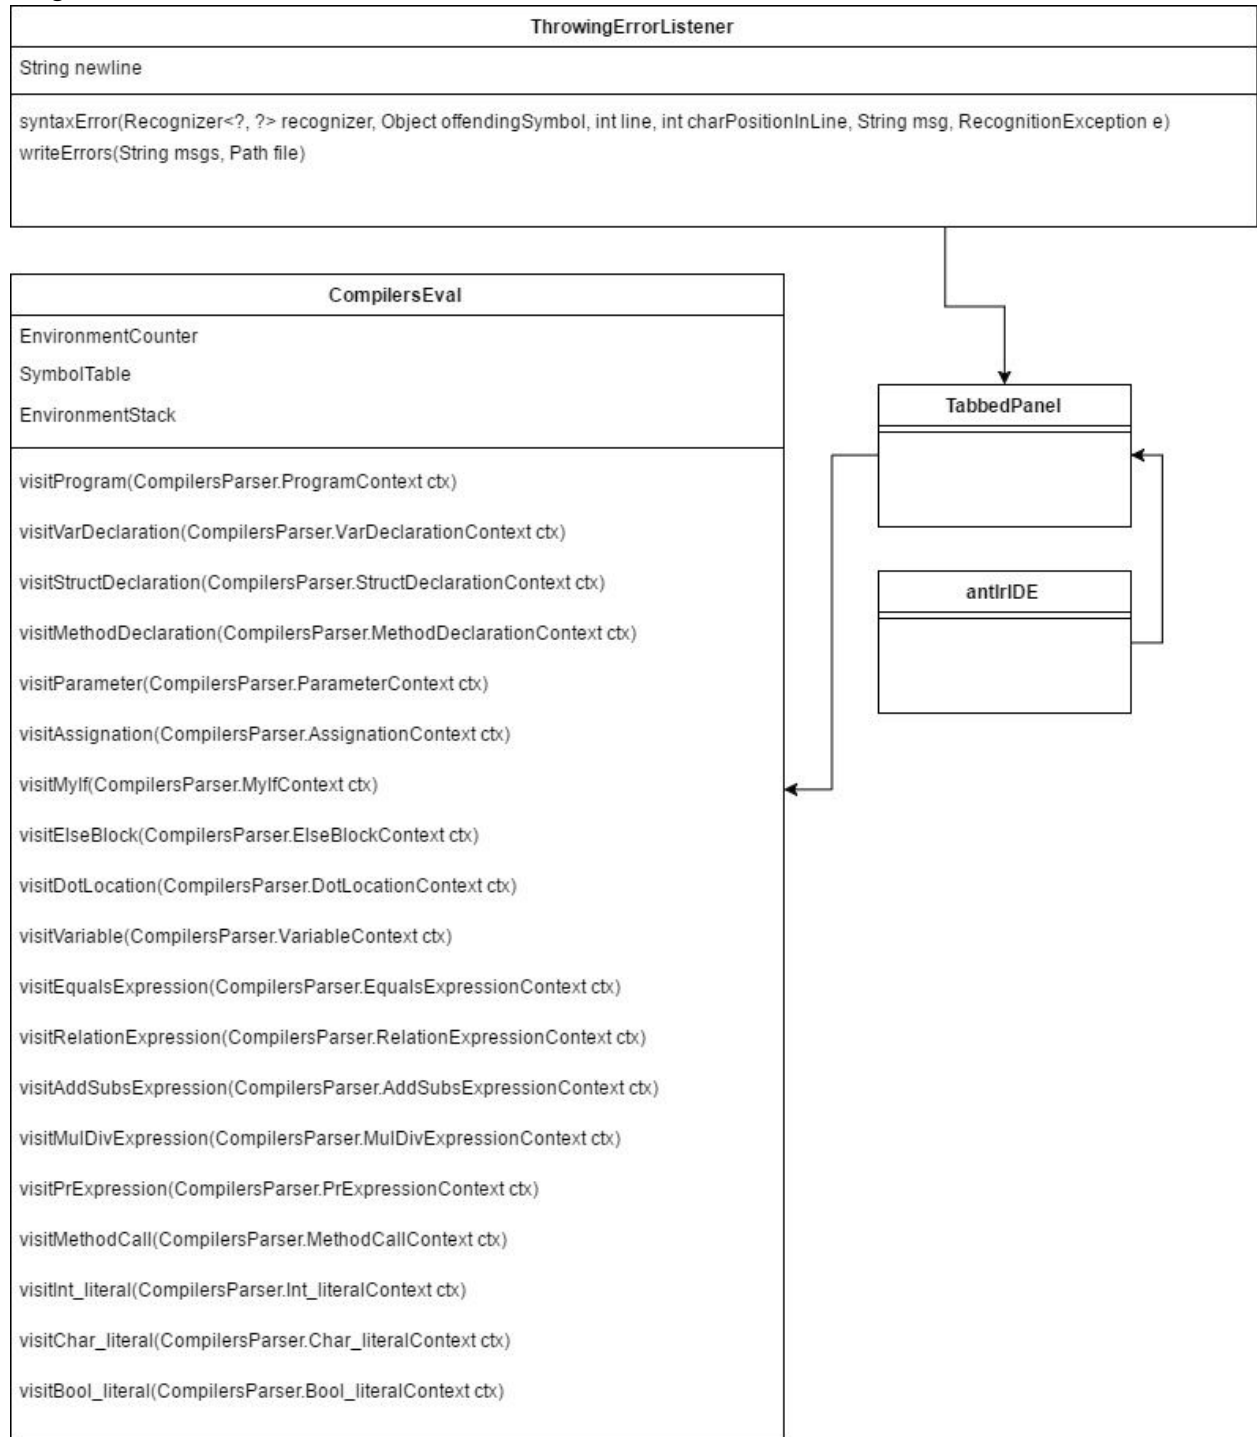 ThrowingErrorListener
String newline
syntaxError(Recognizer<?, ?> recognizer, Object offendingSymbol, int line, int charPositionInLine, String msg, RecognitionException e)
writeErrors(String msgs, Path file)
CompilersEval
EnvironmentCounter
SymbolTable
EnvironmentStack
visitProgram(CompilersParser.ProgramContext ctx)
visitVarDeclaration(CompilersParser.VarDeclarationContext ctx)
visitStructDeclaration(CompilersParser.StructDeclarationContext ctx)
visitMethodDeclaration(CompilersParser.MethodDeclarationContext ctx)
visitParameter(CompilersParser.ParameterContext ctx)
visitAssignation(CompilersParser.AssignationContext ctx)
visitMyIf(CompilersParser.MyIfContext ctx)
visitElseBlock(CompilersParser.ElseBlockContext ctx)
visitDotLocation(CompilersParser.DotLocationContext ctx)
visitVariable(CompilersParser.VariableContext ctx)
visitEqualsExpression(CompilersParser.EqualsExpressionContext ctx)
visitRelationExpression(CompilersParser.RelationExpressionContext ctx)
visitAddSubsExpression(CompilersParser.AddSubsExpressionContext ctx)
visitMulDivExpression(CompilersParser.MulDivExpressionContext ctx)
visitPrExpression(CompilersParser.PrExpressionContext ctx)
visitMethodCall(CompilersParser.MethodCallContext ctx)
visitInt_literal(CompilersParser.Int_literalContext ctx)
visitChar_literal(CompilersParser.Char_literalContext ctx)
visitBool_literal(CompilersParser.Bool_literalContext ctx)
TabbedPanel
antlrIDE